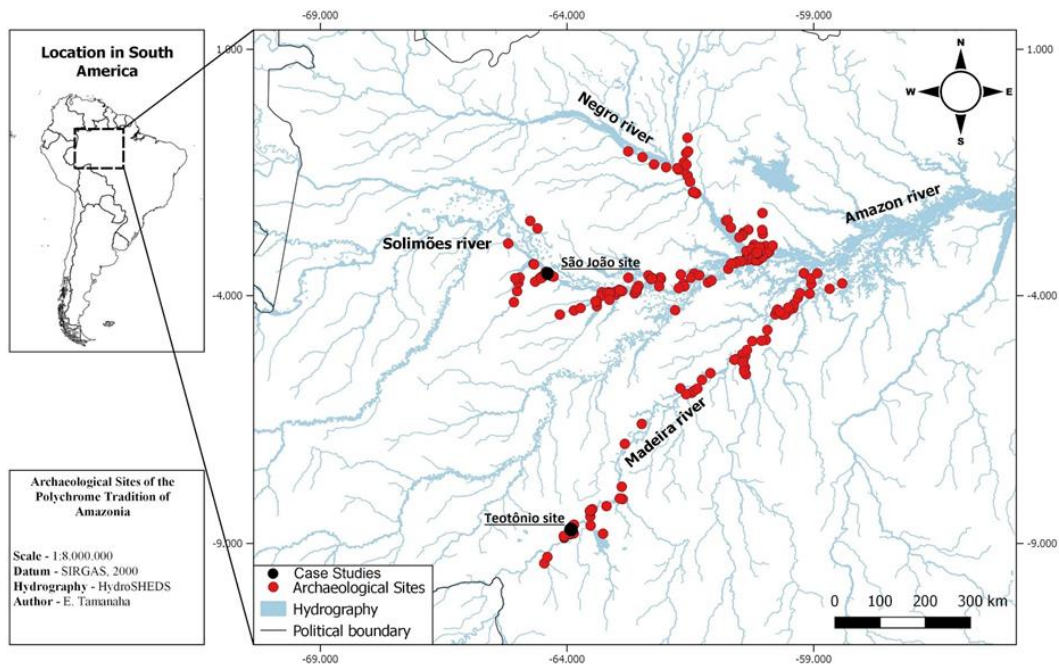 Location in South
America
-69.000
-64.000
-59.000
1.000
1.000
N
W
E
S
Negro river
Amazon river
Solimões river
São João site
-4.000
-4.000
Madeira river
Teotônio site
-9.000
-9.000
Archaeological Sites of the
Polychrome Tradition of
Amazonia
Scale - 1:8.000.000
Datum - SIRGAS, 2000
Hydrography - HydroSHEDS
Author - E. Tamanaha
Case Studies
Archaeological Sites
Hydrography
Political boundary
0 100 200 300 km
-69.000
-64.000
-59.000